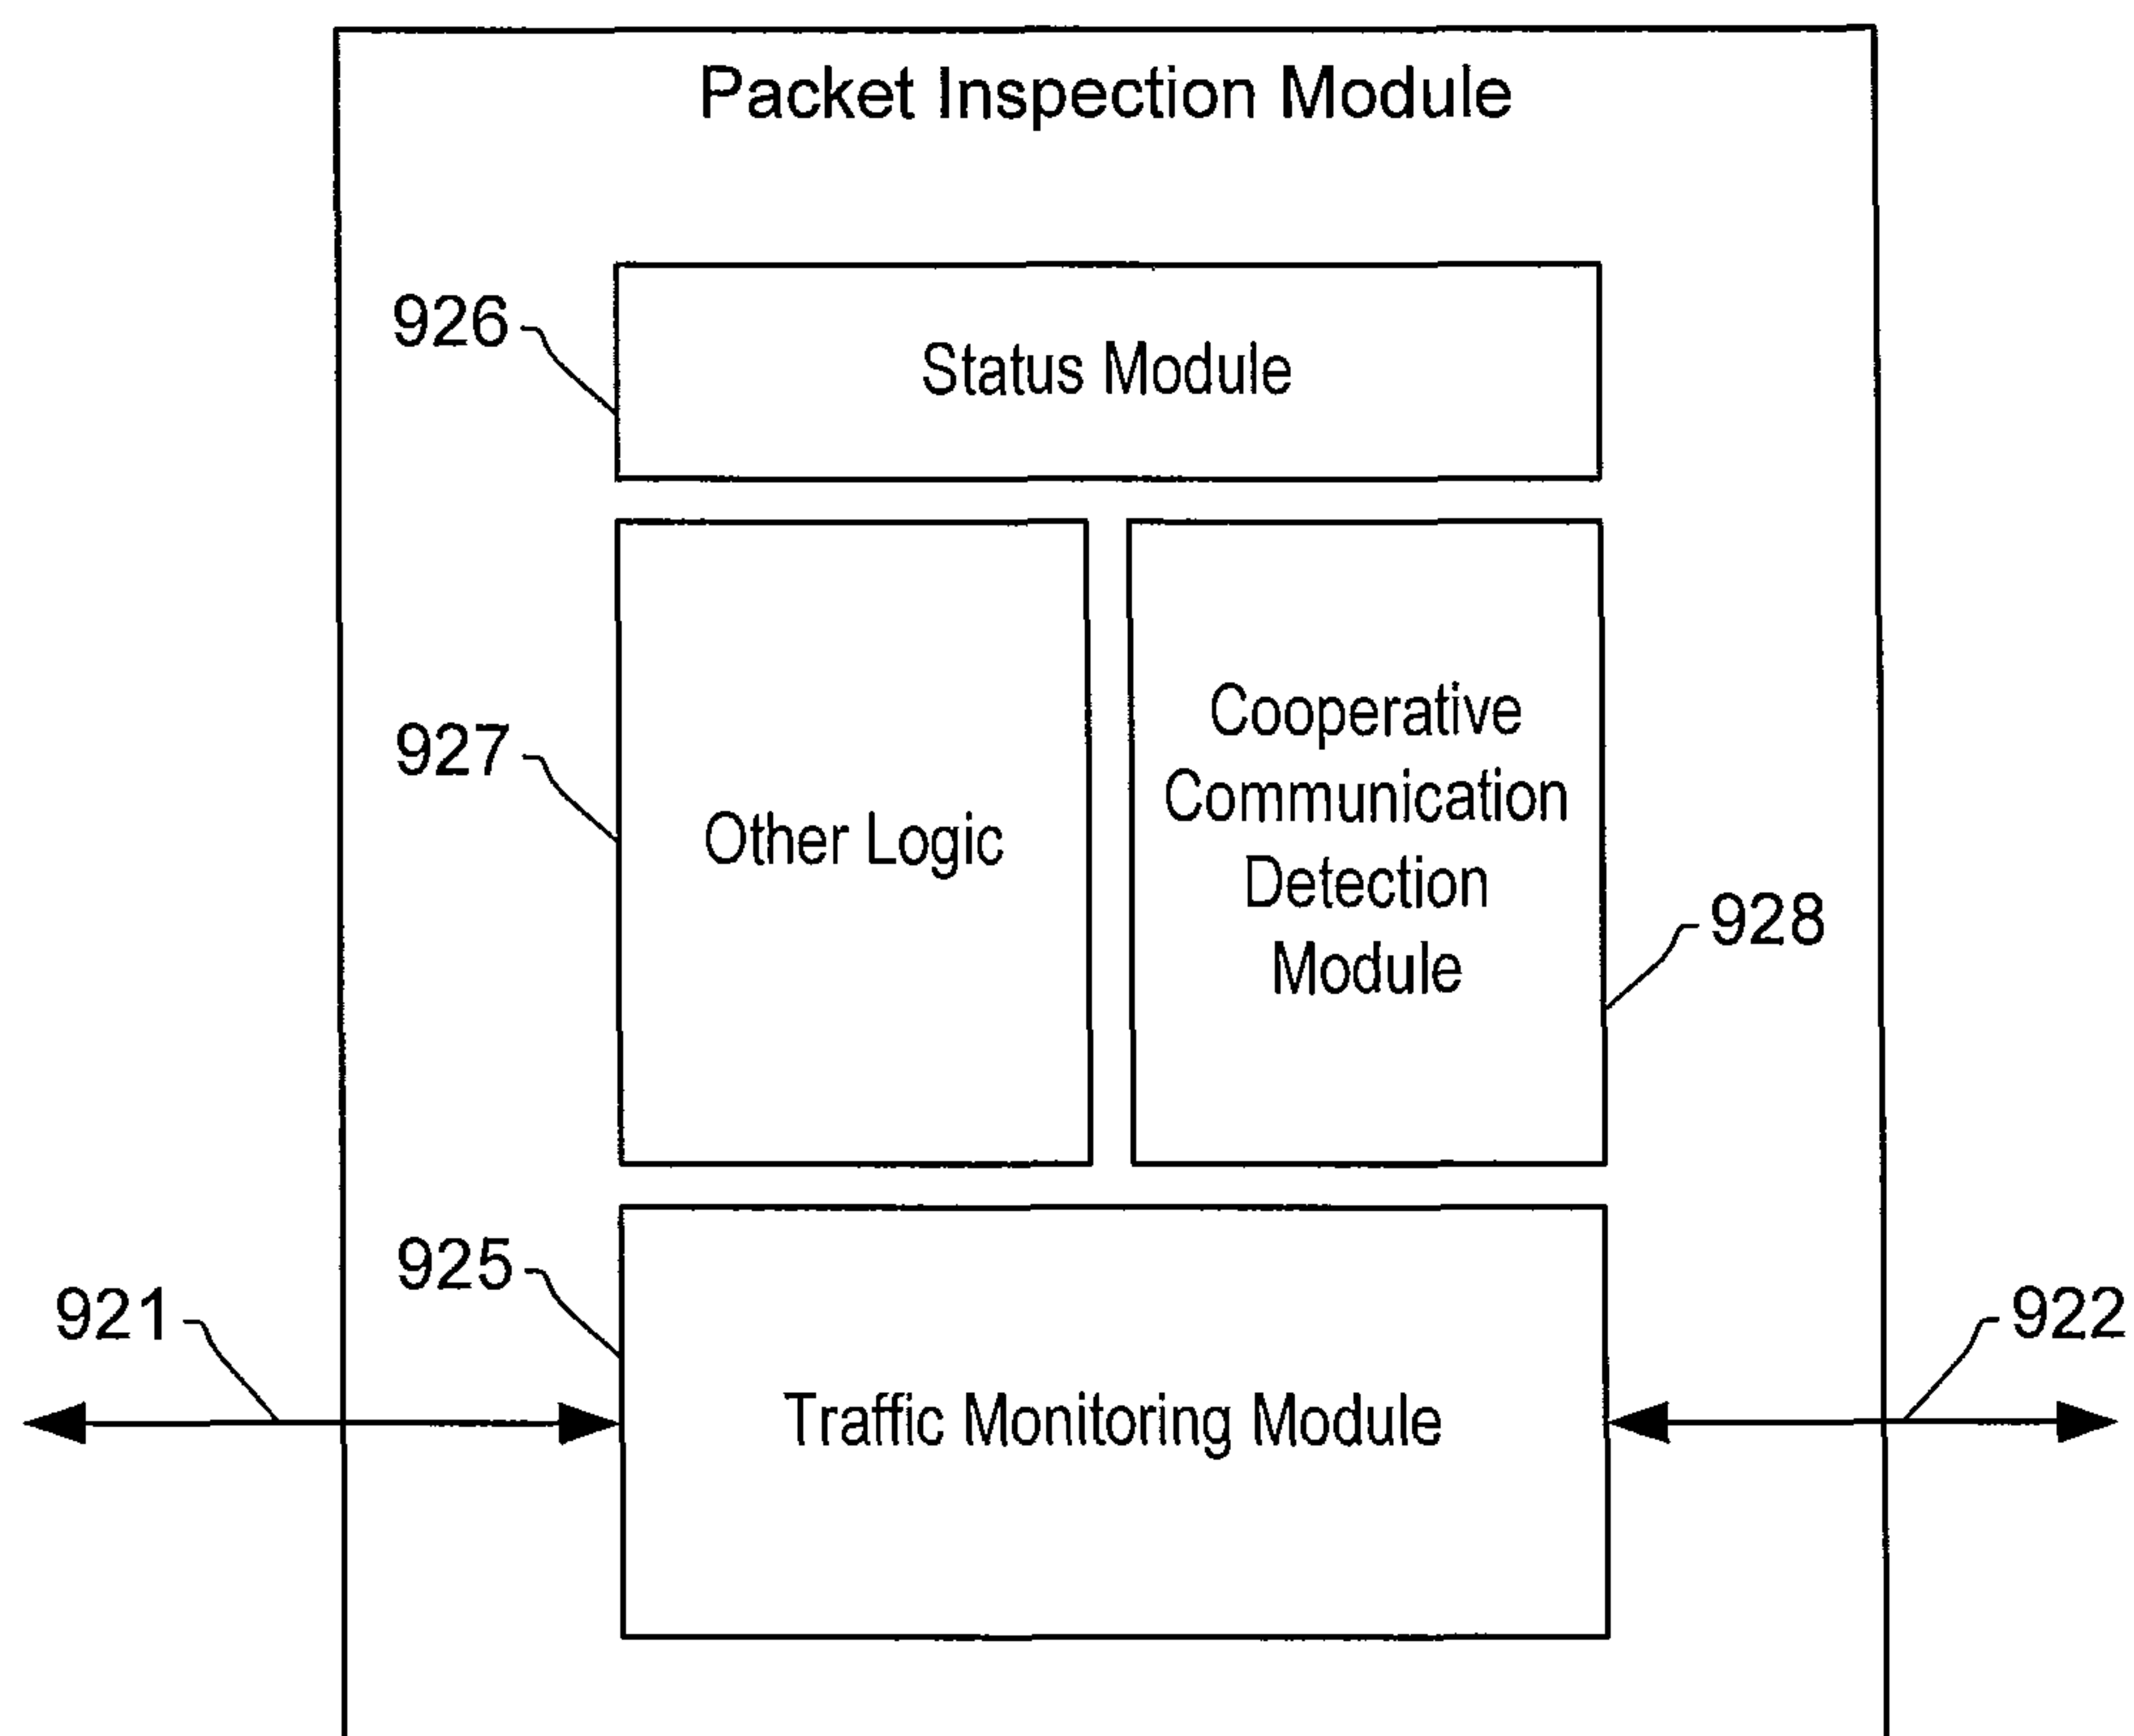 Packet Inspection Module
926
Status Module
927
Other Logic
Cooperative
Communication
Detection
Module
928
925
921
922
Traffic Monitoring Module